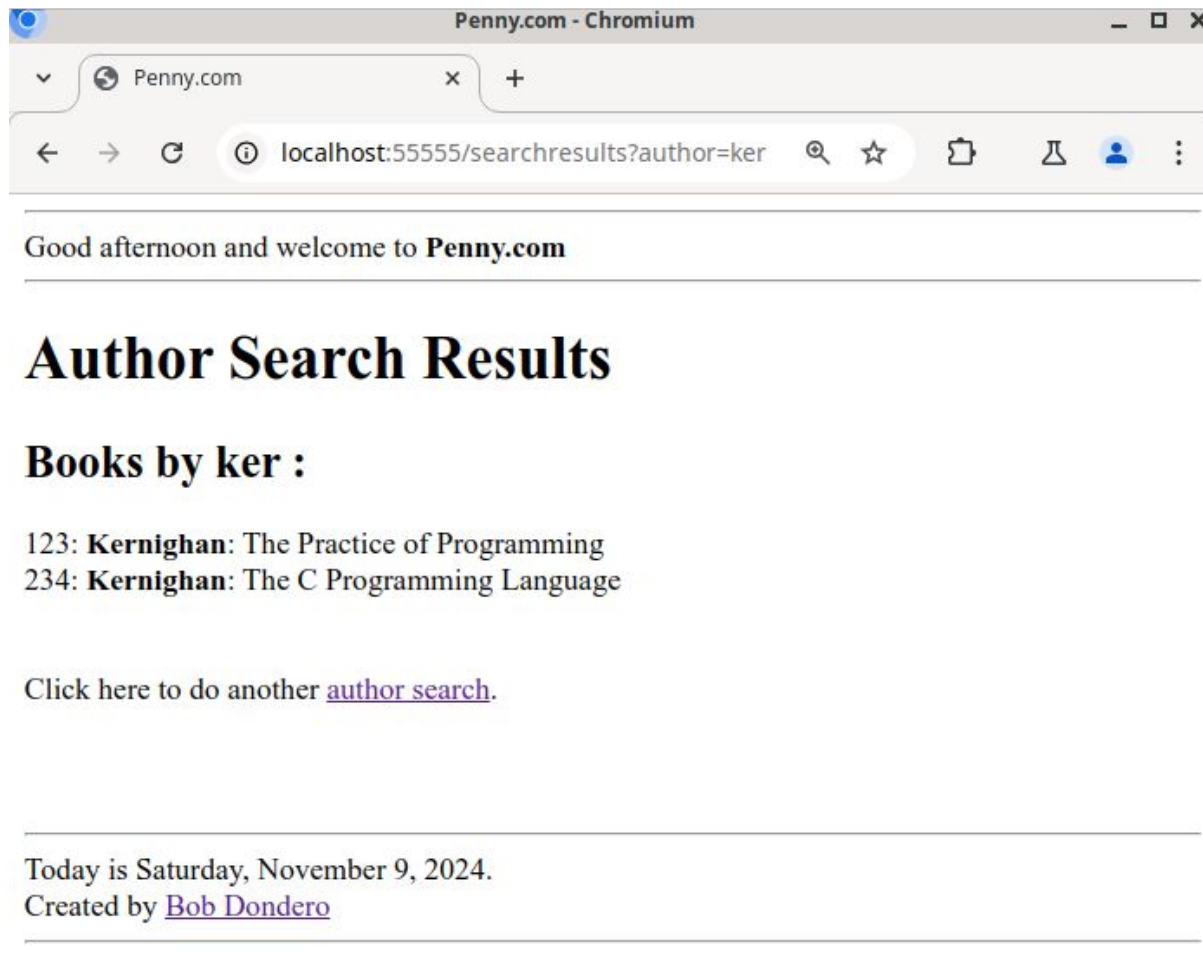 Penny.com - Chromium
Penny.com
localhost:55555/searchresults?author=ker
Good afternoon and welcome to Penny.com
Author Search Results
Books by ker :
123: Kernighan: The Practice of Programming
234: Kernighan: The C Programming Language
Click here to do another author search.
Today is Saturday, November 9, 2024.
Created by Bob Dondero